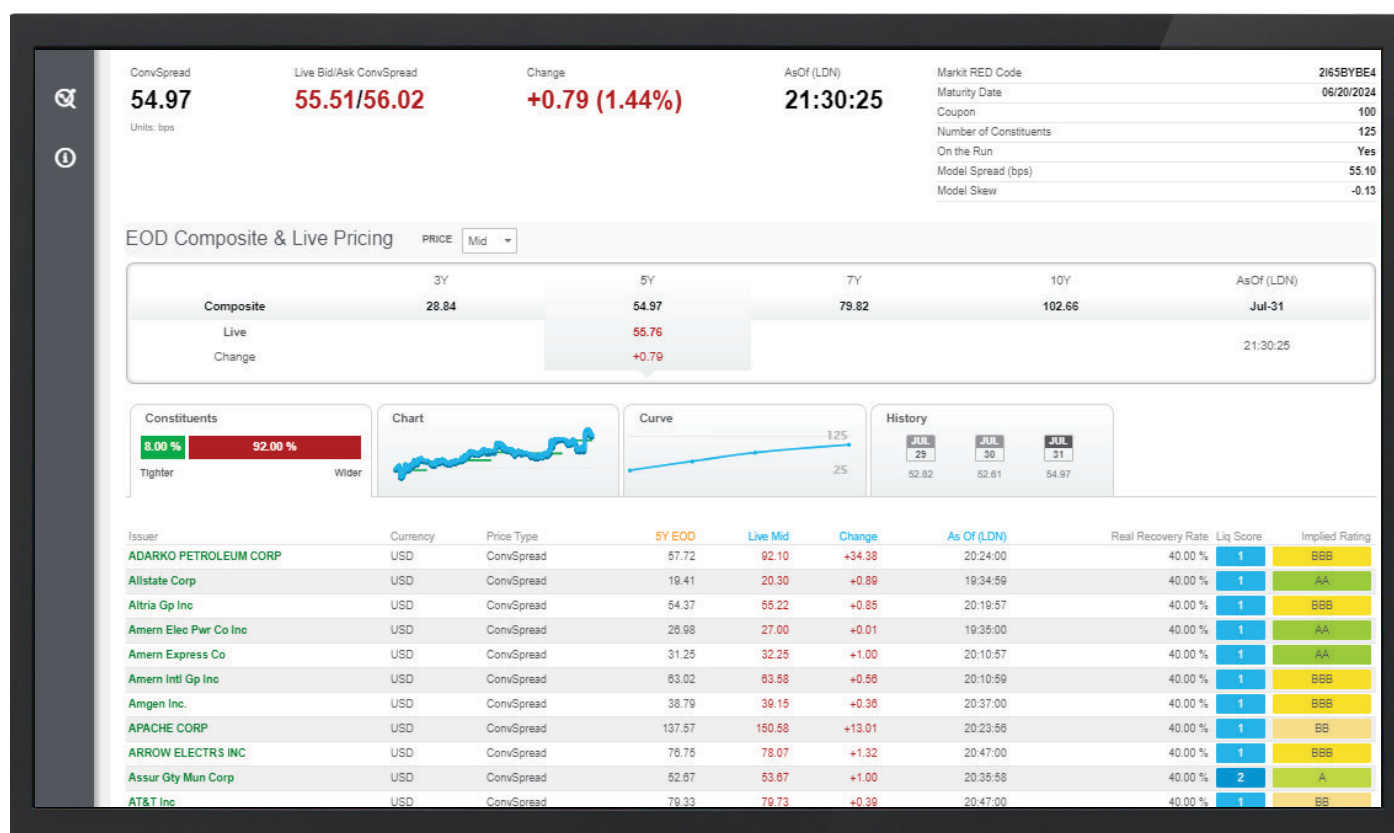 ConvSpread Live Bid/Ask ConvSpread Change AsOf (LDN)
54.97 55.51/56.02 +0.79 (1.44%) 21:30:25
Units: bps
Markit RED Code 2I65BYBE4
Maturity Date 06/20/2024
Coupon 100
Number of Constituents 125
On the Run Yes
Model Spread (bps) 55.10
Model Skew -0.13
EOD Composite & Live Pricing PRICE Mid
3Y 5Y 7Y 10Y AsOf (LDN)
Composite 28.84 54.97 79.82 102.66 Jul-31
Live 55.76
21:30:25
Change +0.79
Constituents
8.00 % 92.00 %
Tighter Wider
Chart
Curve
125
25
History
JUL JUL JUL
29 30 31
52.82 52.61 54.97
Issuer Currency Price Type 5Y EOD Live Mid Change As Of (LDN) Real Recovery Rate Liq Score Implied Rating
ADARKO PETROLEUM CORP USD ConvSpread 57.72 92.10 +34.38 20:24:00 40.00 % 1 BBB
Allstate Corp USD ConvSpread 19.41 20.30 +0.89 19:34:59 40.00 % 1 AA
Altria Gp Inc USD ConvSpread 54.37 55.22 +0.85 20:19:57 40.00 % 1 BBB
Amern Elec Pwr Co Inc USD ConvSpread 26.98 27.00 +0.01 19:35:00 40.00 % 1 AA
Amern Express Co USD ConvSpread 31.25 32.25 +1.00 20:10:57 40.00 % 1 AA
Amern Intl Gp Inc USD ConvSpread 63.02 63.58 +0.56 20:10:59 40.00 % 1 BBB
Amgen Inc. USD ConvSpread 38.79 39.15 +0.36 20:37:00 40.00 % 1 BBB
APACHE CORP USD ConvSpread 137.57 150.58 +13.01 20:23:56 40.00 % 1 BB
ARROW ELECTRS INC USD ConvSpread 76.75 78.07 +1.32 20:47:00 40.00 % 1 BBB
Assur Gty Mun Corp USD ConvSpread 52.67 53.67 +1.00 20:35:58 40.00 % 2 A
AT&T Inc USD ConvSpread 79.33 79.73 +0.39 20:47:00 40.00 % 1 BB